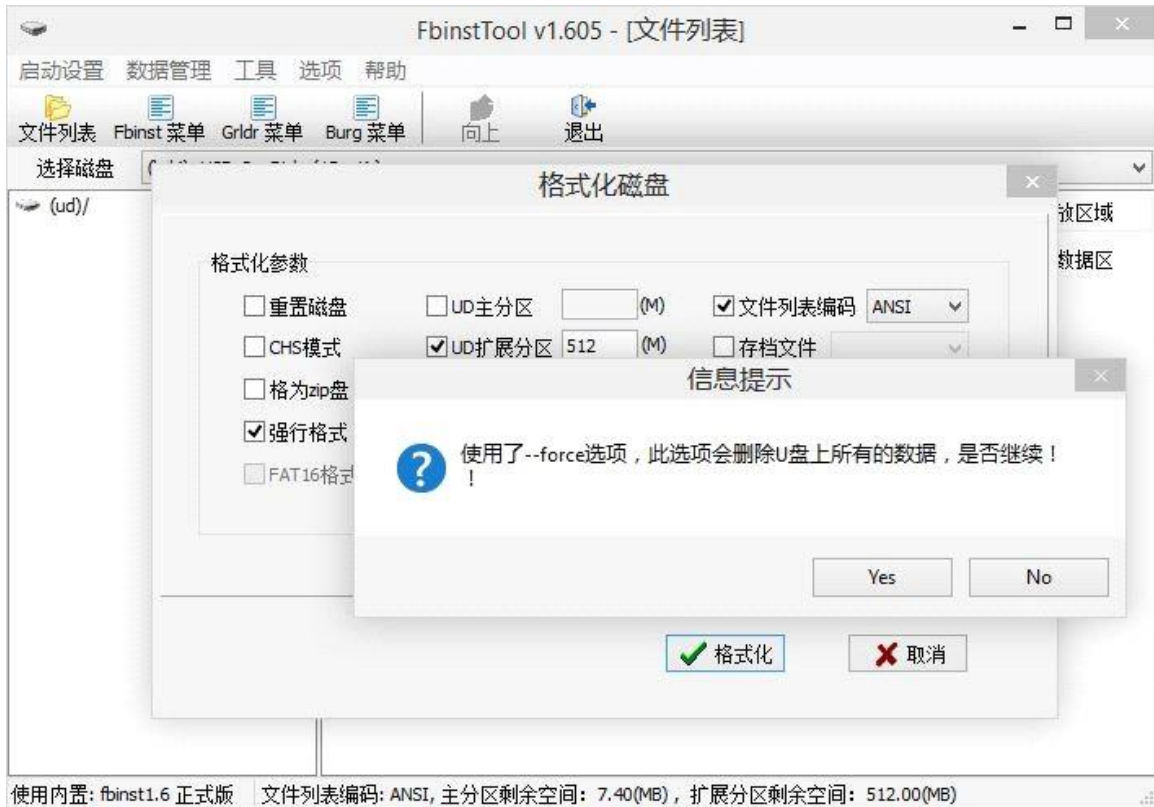 FbinstTool v1.605 - [文件列表]
启动设置 数据管理 工具 选项 帮助
文件列表 Fbinst 菜单 Grldr 菜单 Burg 菜单 向上 退出
选择磁盘
格式化磁盘
(ud)/
放区域
数据区
格式化参数
重置磁盘 UD主分区 (M) 文件列表编码 ANSI
CHS模式 UD扩展分区 512 (M) 存档文件
信息提示
格为zip盘
强行格式
使用了--force选项，此选项会删除U盘上所有的数据，是否继续！
！
FAT16格式
Yes No
格式化 取消
使用内置: fbinst1.6 正式版 文件列表编码: ANSI, 主分区剩余空间: 7.40(MB) , 扩展分区剩余空间: 512.00(MB)